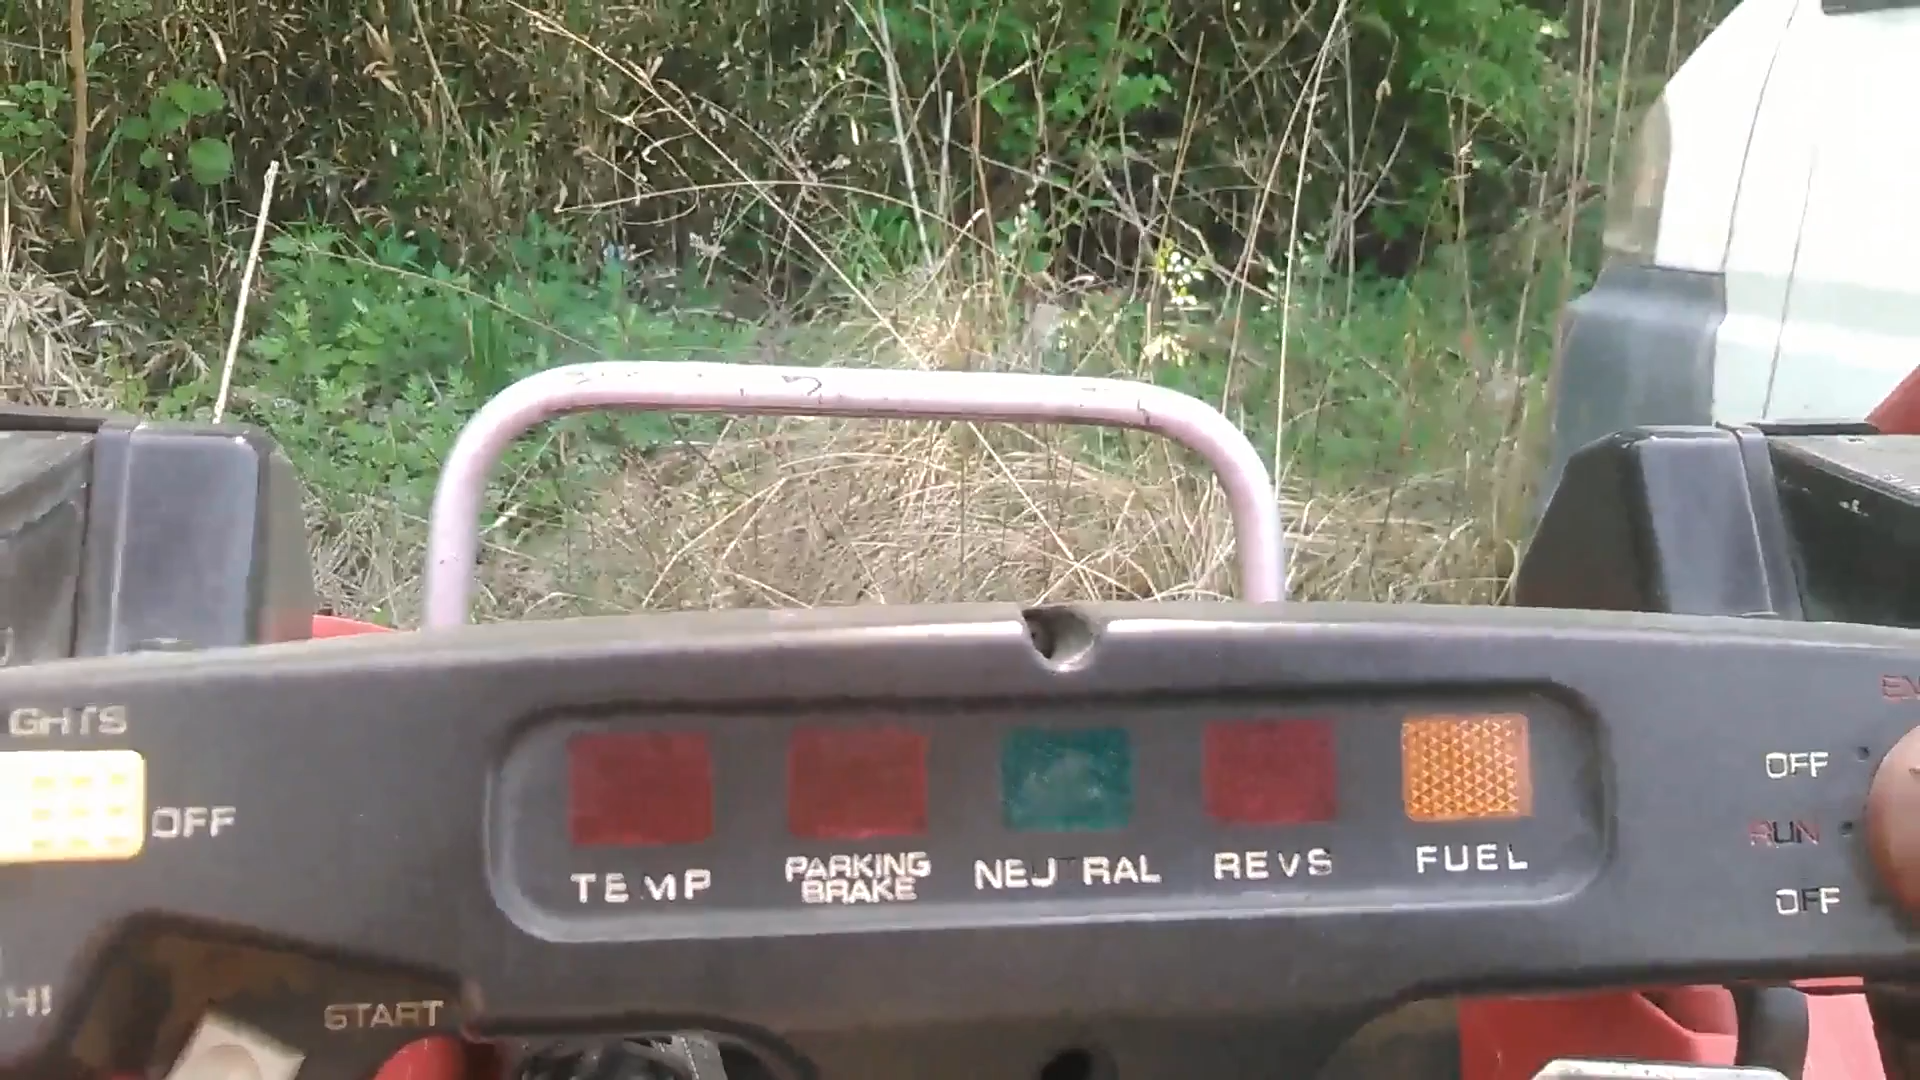 GHTS
OFF
TEMP
PARKING
BRAKE
NEUTRAL
REVS
FUEL
OFF
RUN
OFF
START